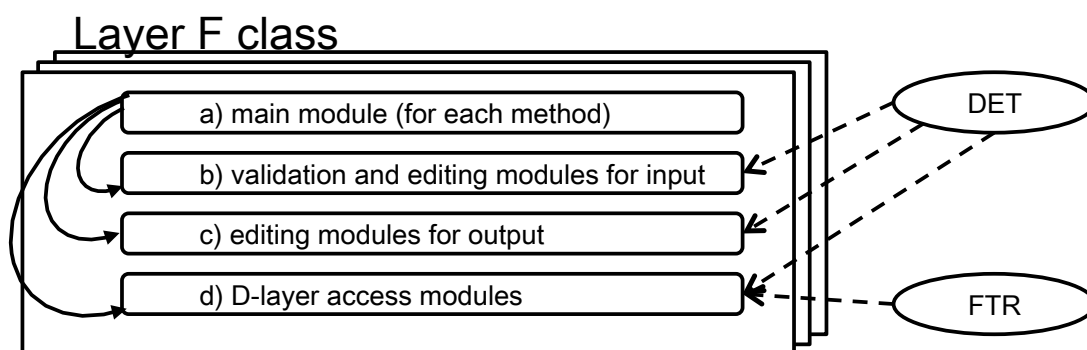 Layer F class
a) main module (for each method)
DET
b) validation and editing modules for input
c) editing modules for output
d) D-layer access modules
FTR